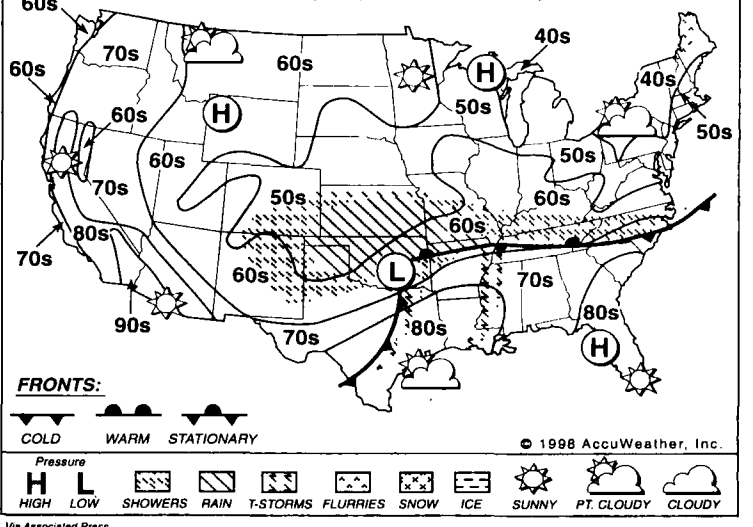 60s
40s
70s
60s
H
40s
60s
H
50s
60s
50s
60s
50s
70s
50s
60s
80s
60s
70s
60s
L
70s
90s
80s
80s
70s
H
FRONTS:
COLD WARM STATIONARY
© 1998 AccuWeather, Inc.
Pressure
H L
HIGH LOW SHOWERS RAIN T-STORMS FLURRIES SNOW ICE SUNNY PT. CLOUDY CLOUDY
Via Associated Press